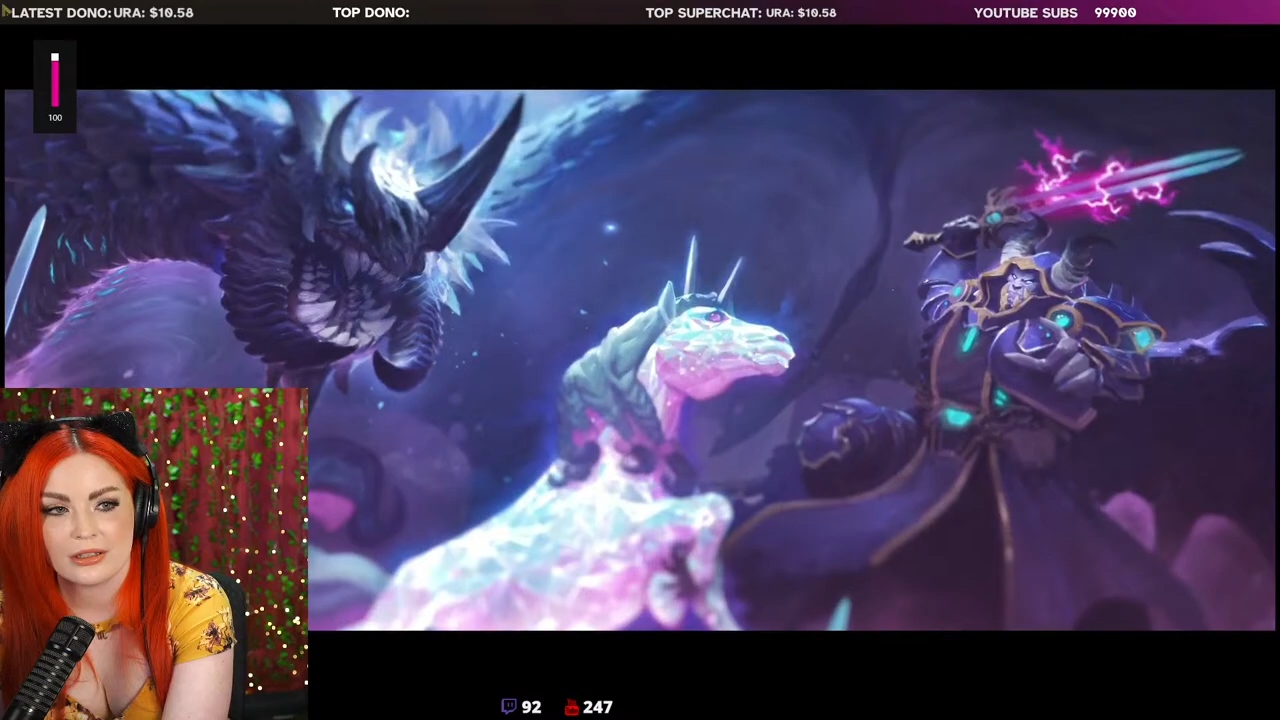 LATEST DONO: URA: $10.58 TOP DONO: TOP SUPERCHAT: URA: $10.58 YOUTUBE SUBS 99900
100
92 247